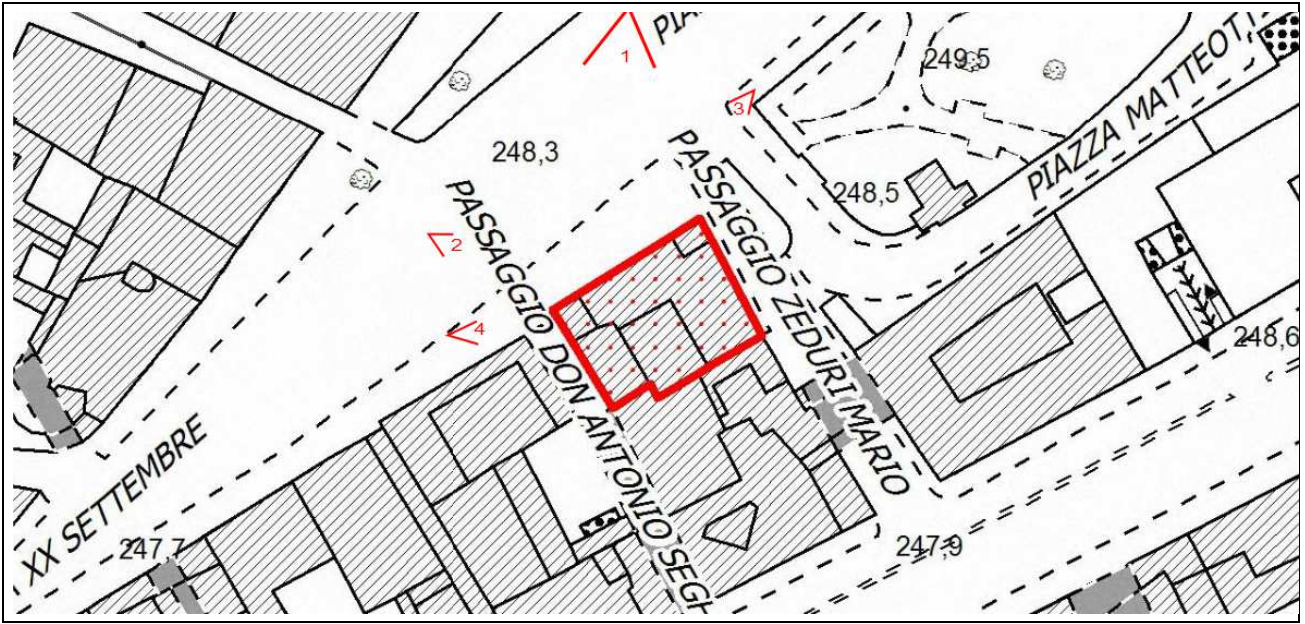 PIA
1
PIAZZA MATTEOTT
249,5
3
248,3
248,5
PASSAGGIO ZEDURI MARIO
PASSAGGIO DON ANTONIO SEGH
2
4
248,6
XX SETTEMBRE
247,7
247,9